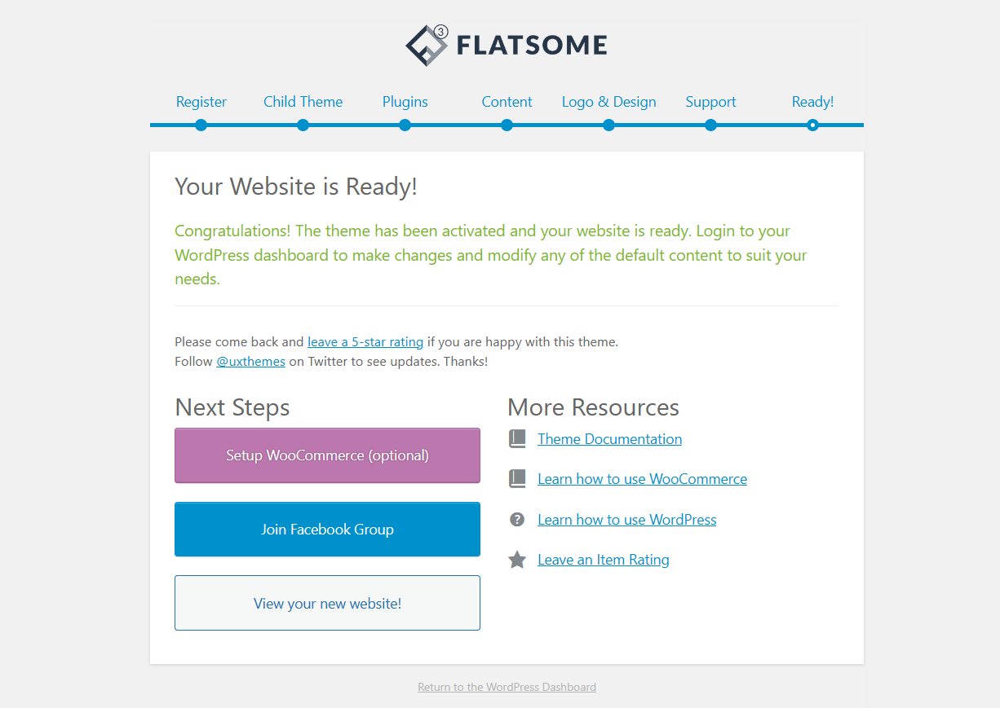 3
FLATSOME
Register Child Theme Plugins Content Logo & Design Support Ready!
Your Website is Ready!
Congratulations! The theme has been activated and your website is ready. Login to your
WordPress dashboard to make changes and modify any of the default content to suit your
needs.
Please come back and leave a 5-star rating if you are happy with this theme.
Follow @uxthemes on Twitter to see updates. Thanks!
Next Steps
Setup WooCommerce (optional)
Join Facebook Group
View your new website!
More Resources
Theme Documentation
Learn how to use WooCommerce
?
Learn how to use WordPress
Leave an Item Rating
Return to the WordPress Dashboard